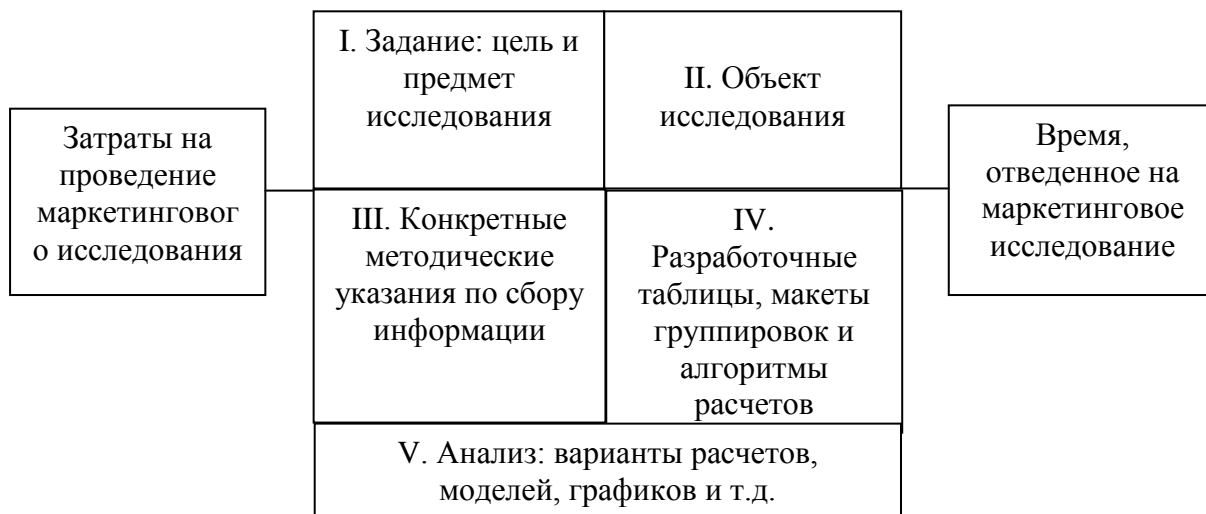 I. Задание: цель и
предмет
исследования
II. Объект
исследования
Затраты на
проведение
маркетинговог
о исследования
Время,
отведенное на
маркетинговое
исследование
III. Конкретные
методические
указания по сбору
информации
IV.
Разработочные
таблицы, макеты
группировок и
алгоритмы
расчетов
V. Анализ: варианты расчетов,
моделей, графиков и т.д.